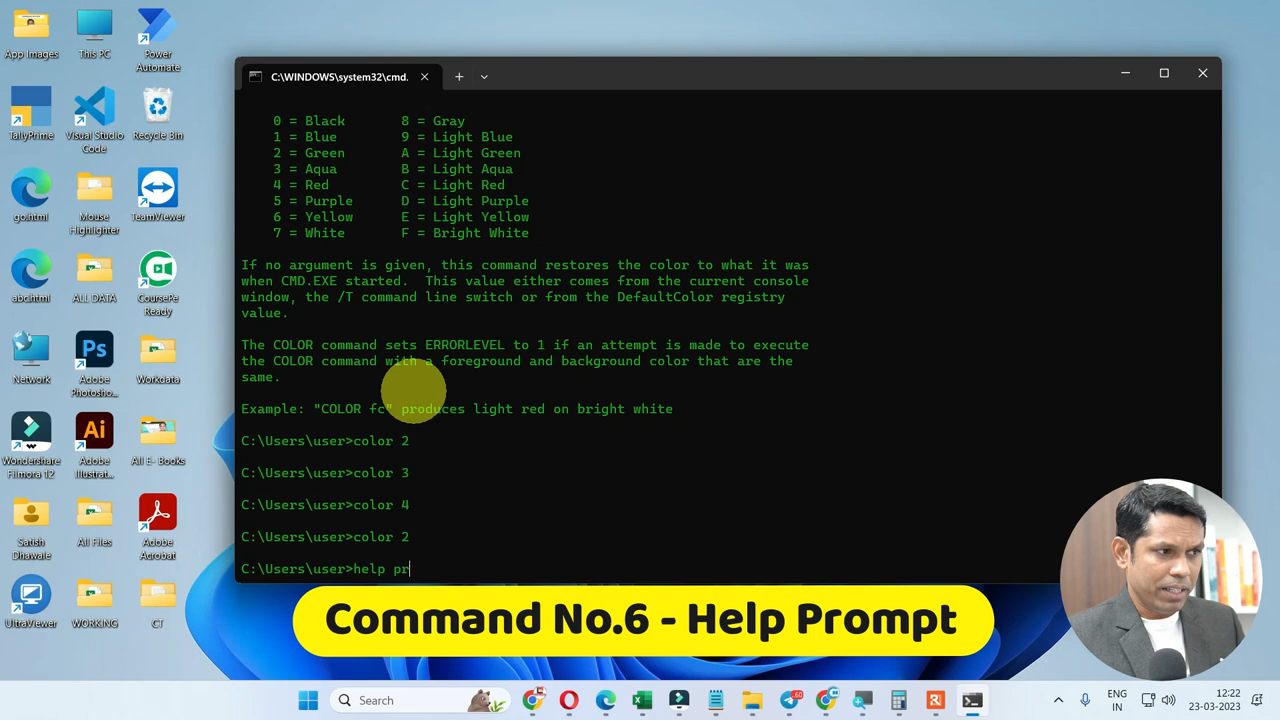 App Images
This PC
Power Automate
TallyPrime
Visual Studio Code
Recycle Bin
go.html
Mouse Highlighter
TeamViewer
abc.html
ALL DATA
CoursePe Ready
Network
Adobe Photosho...
Workdata
Wondershare Filmora 12
Adobe Illustrat...
All E- Books
Satish Dhawale
All Files
Adobe Acrobat
UltraViewer
WORKING
CT
C:\WINDOWS\system32\cmd.
0 = Black 8 = Gray
1 = Blue 9 = Light Blue
2 = Green A = Light Green
3 = Aqua B = Light Aqua
4 = Red C = Light Red
5 = Purple D = Light Purple
6 = Yellow E = Light Yellow
7 = White F = Bright White
If no argument is given, this command restores the color to what it was
when CMD.EXE started. This value either comes from the current console
window, the /T command line switch or from the DefaultColor registry
value.
The COLOR command sets ERRORLEVEL to 1 if an attempt is made to execute
the COLOR command with a foreground and background color that are the
same.
Example: "COLOR fc" produces light red on bright white
C:\Users\user>color 2
C:\Users\user>color 3
C:\Users\user>color 4
C:\Users\user>color 2
C:\Users\user>help pr
Command No.6 - Help Prompt
Search
ENG
IN
12:22
23-03-2023